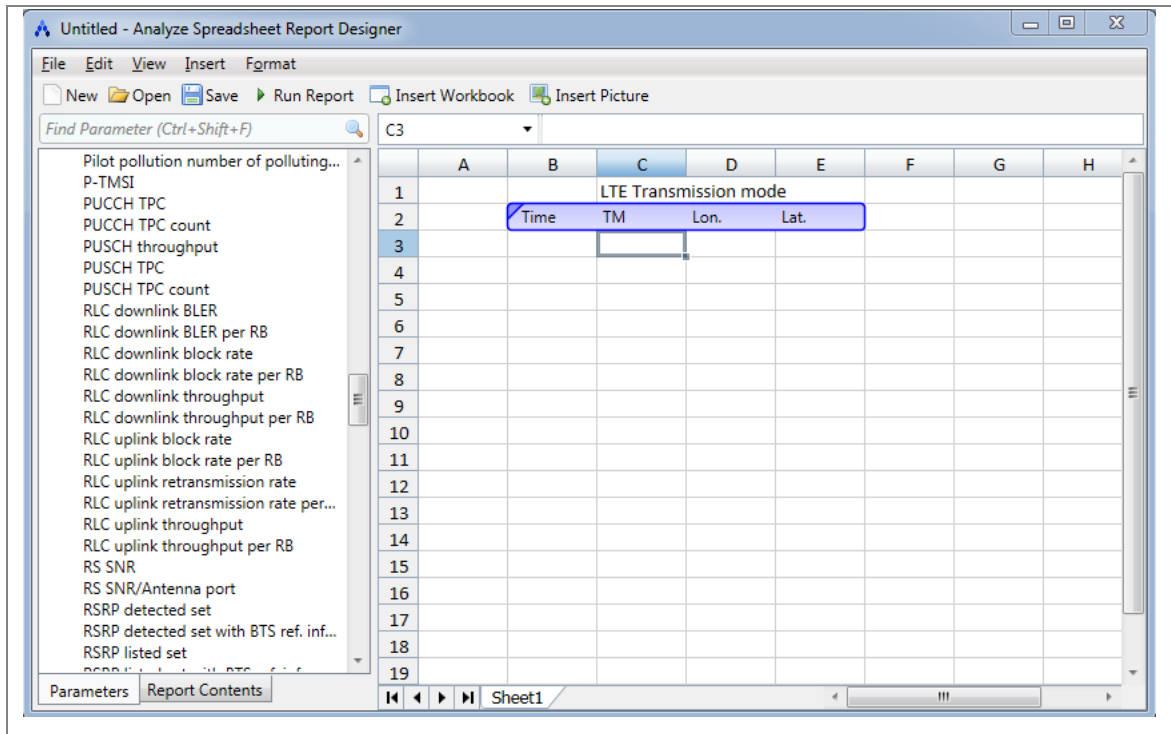 Untitled - Analyze Spreadsheet Report Designer
File Edit View Insert Format
New Open Save Run Report Insert Workbook Insert Picture
Find Parameter (Ctrl+Shift+F)
C3
Pilot pollution number of polluting...
P-TMSI
PUCCH TPC
PUCCH TPC count
PUSCH throughput
PUSCH TPC
PUSCH TPC count
RLC downlink BLER
RLC downlink BLER per RB
RLC downlink block rate
RLC downlink block rate per RB
RLC downlink throughput
RLC downlink throughput per RB
RLC uplink block rate
RLC uplink block rate per RB
RLC uplink retransmission rate
RLC uplink retransmission rate per...
RLC uplink throughput
RLC uplink throughput per RB
RS SNR
RS SNR/Antenna port
RSRP detected set
RSRP detected set with BTS ref. inf...
RSRP listed set
Parameters Report Contents
A B C D E F G H
1 LTE Transmission mode
2 Time TM Lon. Lat.
3
4
5
6
7
8
9
10
11
12
13
14
15
16
17
18
19
Sheet1